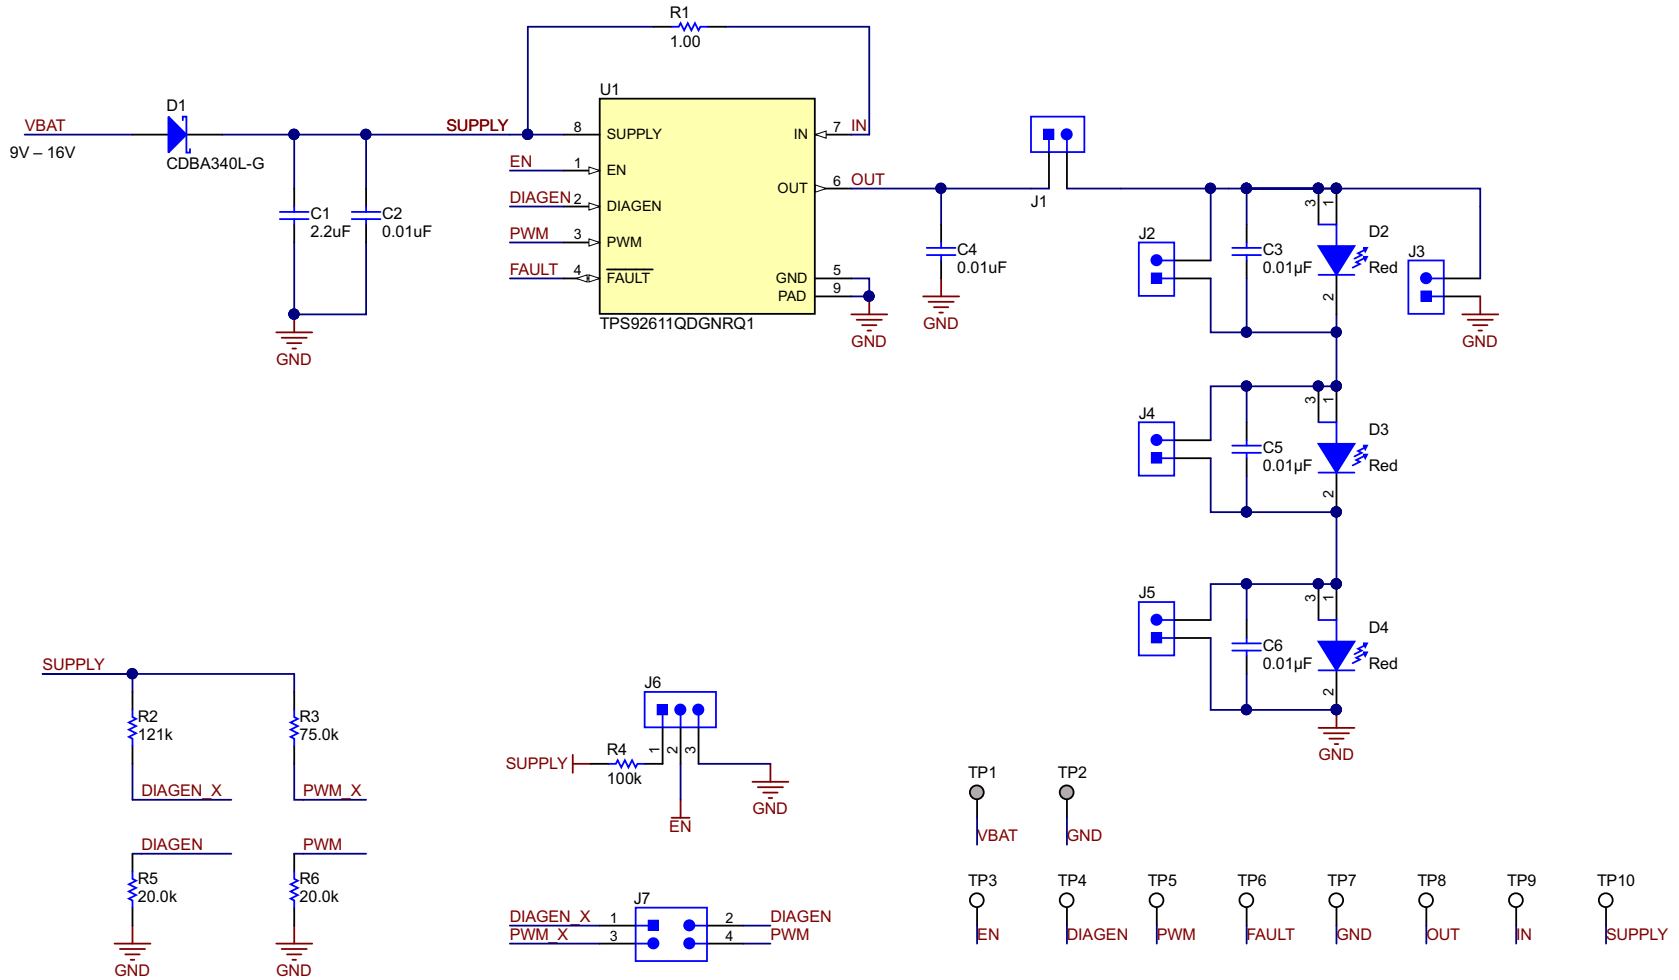 R1
1.00
U1
D1
VBAT
9V – 16V
CDBA340L-G
SUPPLY
8
SUPPLY
IN
7
IN
EN
1
EN
DIAGEN
2
DIAGEN
OUT
6
OUT
PWM
3
PWM
FAULT
4
FAULT
GND
5
PAD
9
TPS92611QDGNRQ1
GND
C1
2.2uF
C2
0.01uF
GND
C4
0.01uF
GND
J1
J2
C3
0.01µF
3
1
D2
Red
2
J3
GND
J4
C5
0.01µF
3
1
D3
Red
2
J5
C6
0.01µF
3
1
D4
Red
2
GND
SUPPLY
R2
121k
R3
75.0k
DIAGEN_X
PWM_X
DIAGEN
PWM
R5
20.0k
R6
20.0k
GND
GND
J6
SUPPLY
R4
100k
1
2
3
EN
GND
J7
DIAGEN_X
1
2
DIAGEN
PWM_X
3
4
PWM
TP1
TP2
VBAT
GND
TP3
TP4
TP5
TP6
TP7
TP8
TP9
TP10
EN
DIAGEN
PWM
FAULT
GND
OUT
IN
SUPPLY